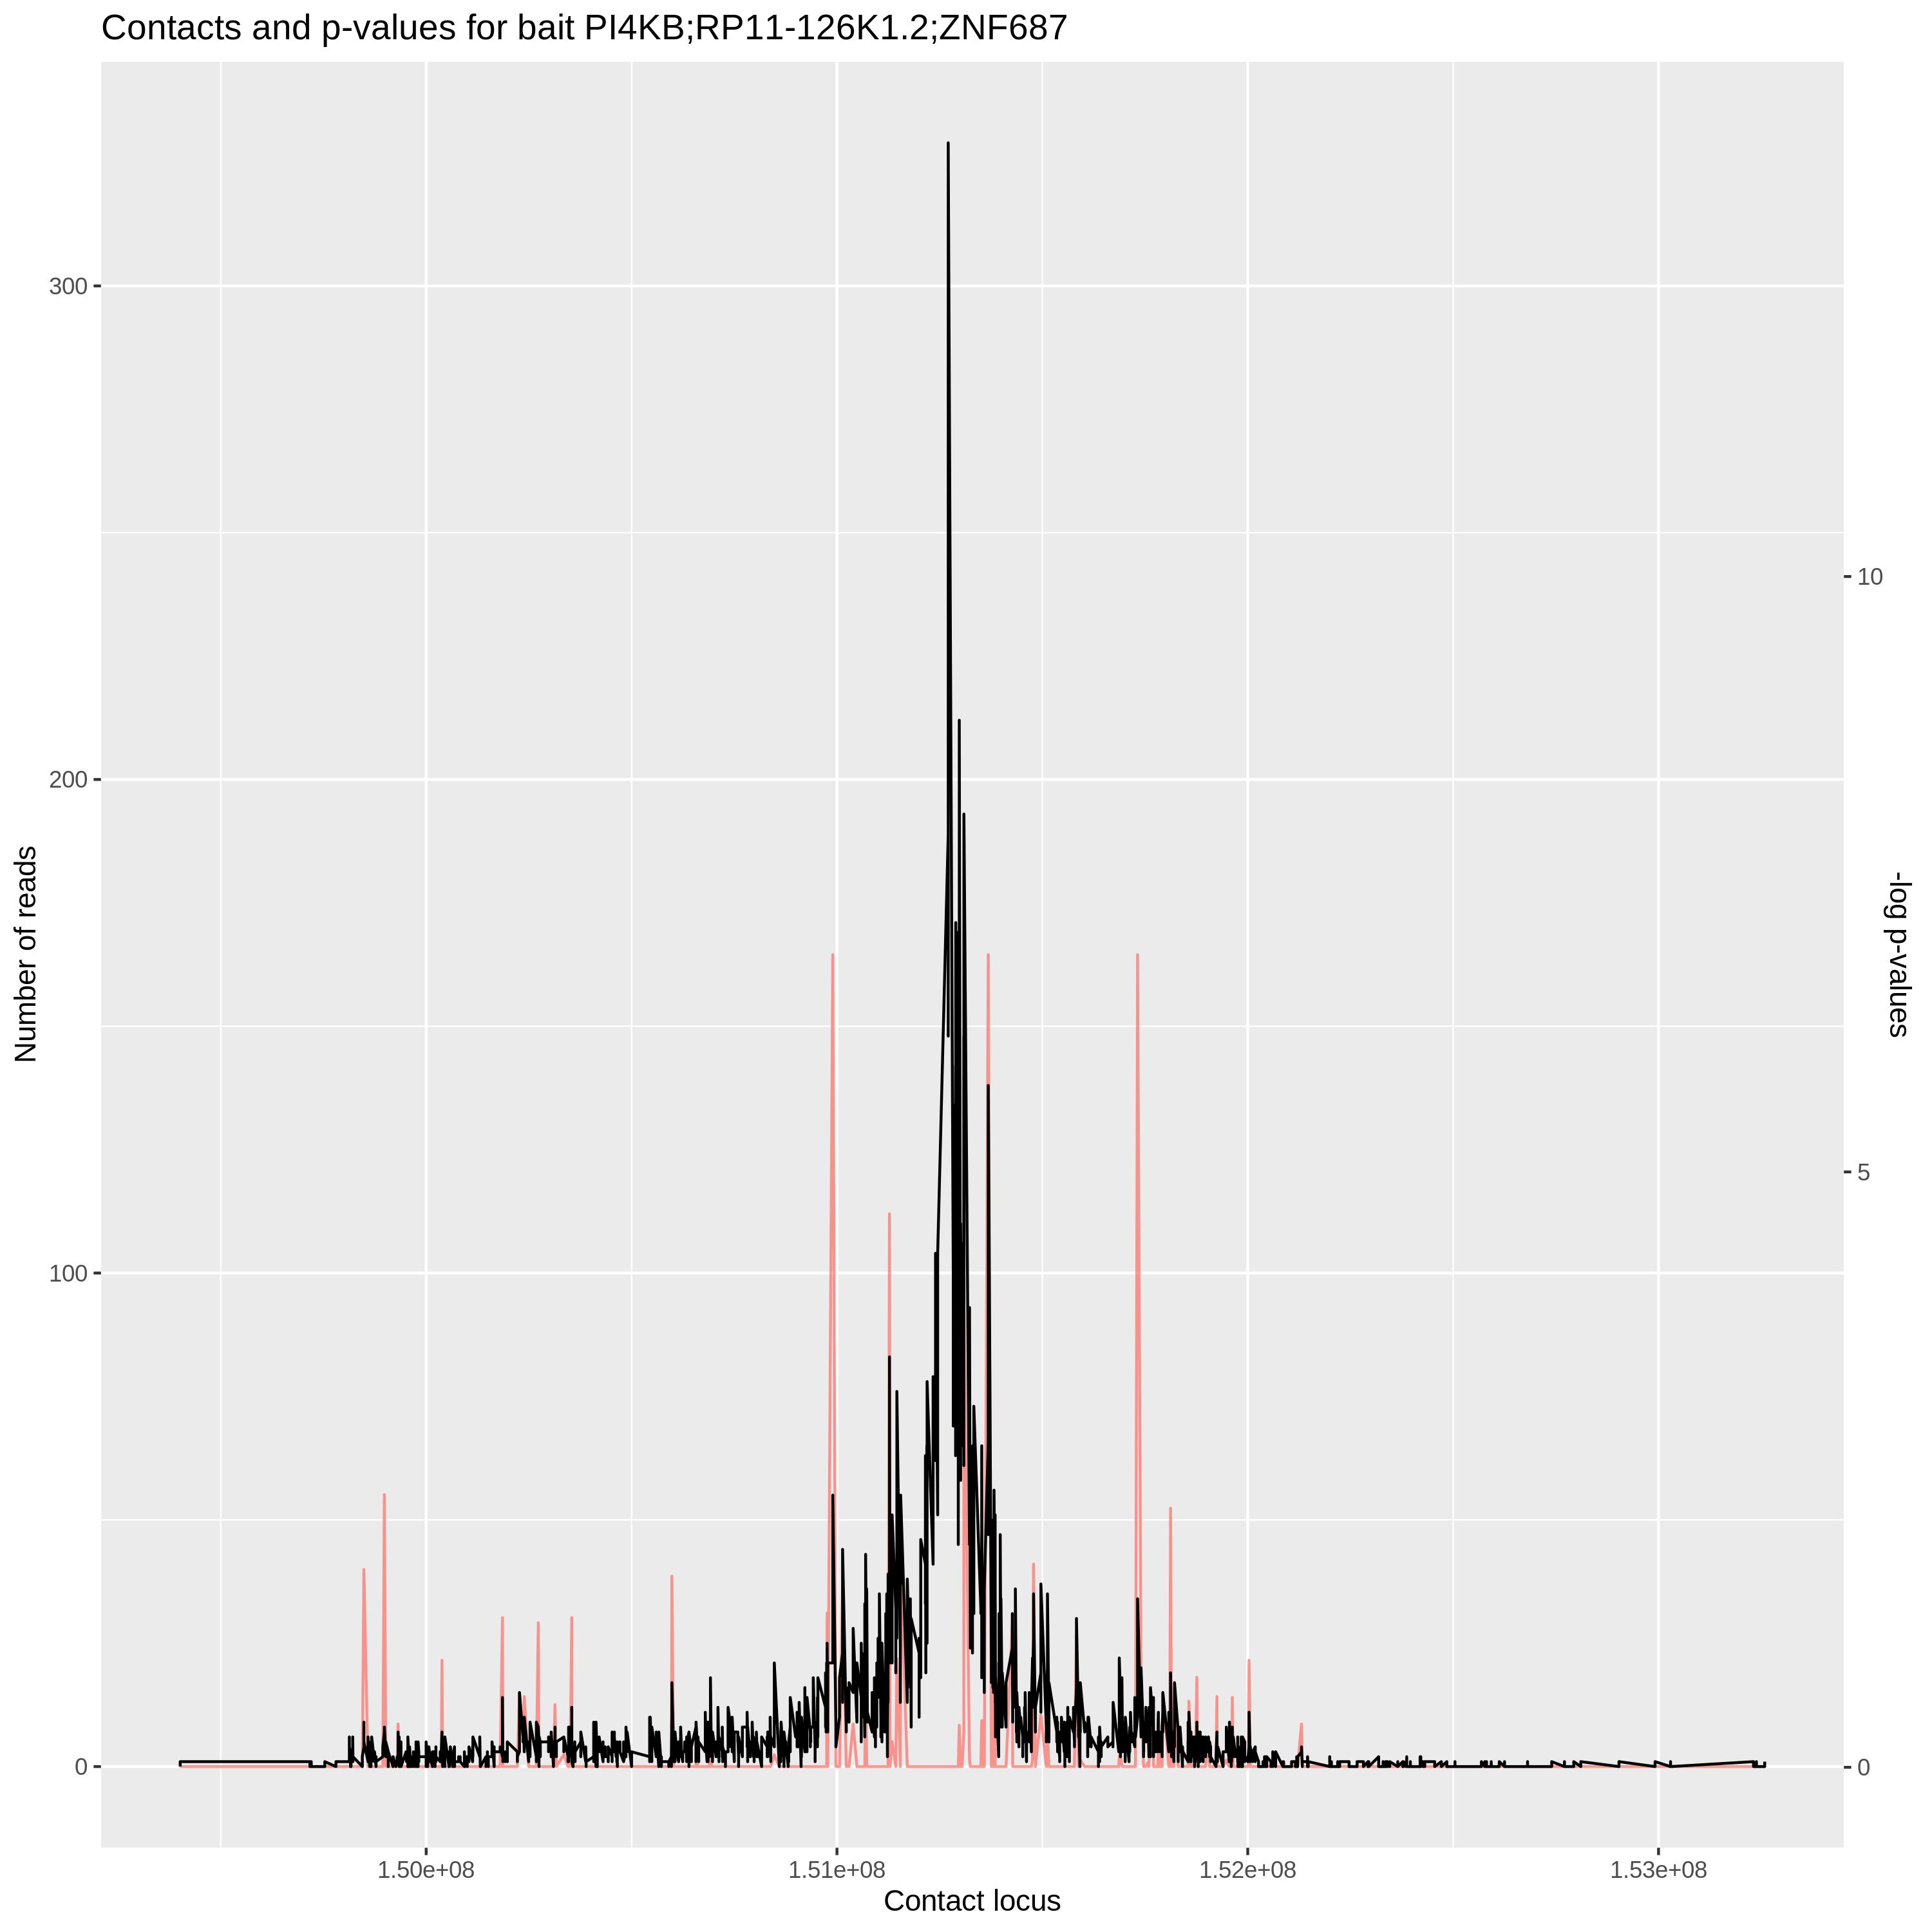 Contacts and p-values for bait PI4KB;RP11-126K1.2;ZNF687
300
200
100
0
Number of reads
10
5
0
-log p-values
1.50e+08
1.51e+08
1.52e+08
1.53e+08
Contact locus